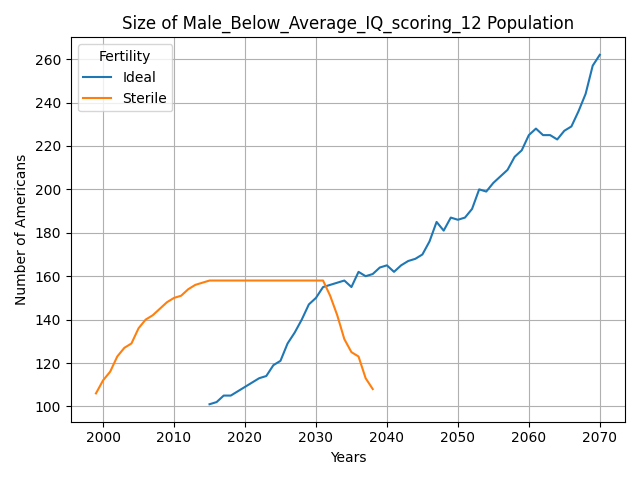 Size of Male_Below_Average_IQ_scoring_12 Population
Fertility
Ideal
Sterile
Number of Americans
260
240
220
200
180
160
140
120
100
2000 2010 2020 2030 2040 2050 2060 2070
Years